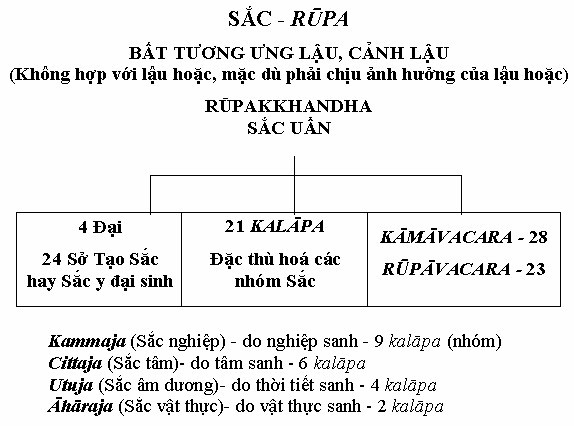 SẮC - RŪPA
BẤT TƯƠNG ƯNG LẬU, CẢNH LẬU
(Không hợp với lậu hoặc, mặc dù phải chịu ảnh hưởng của lậu hoặc)
RŪPAKKHANDHA
SẮC UẨN
4 Đại
24 Sở Tạo Sắc
hay Sắc y đại sinh
21 KALĀPA
Đặc thù hoá các
nhóm Sắc
KĀMĀVACARA - 28
RŪPĀVACARA - 23
Kammaja (Sắc nghiệp) - do nghiệp sanh - 9 kalāpa (nhóm)
Cittaja (Sắc tâm)- do tâm sanh - 6 kalāpa
Utuja (Sắc âm dương)- do thời tiết sanh - 4 kalāpa
Āhāraja (Sắc vật thực)- do vật thực sanh - 2 kalāpa